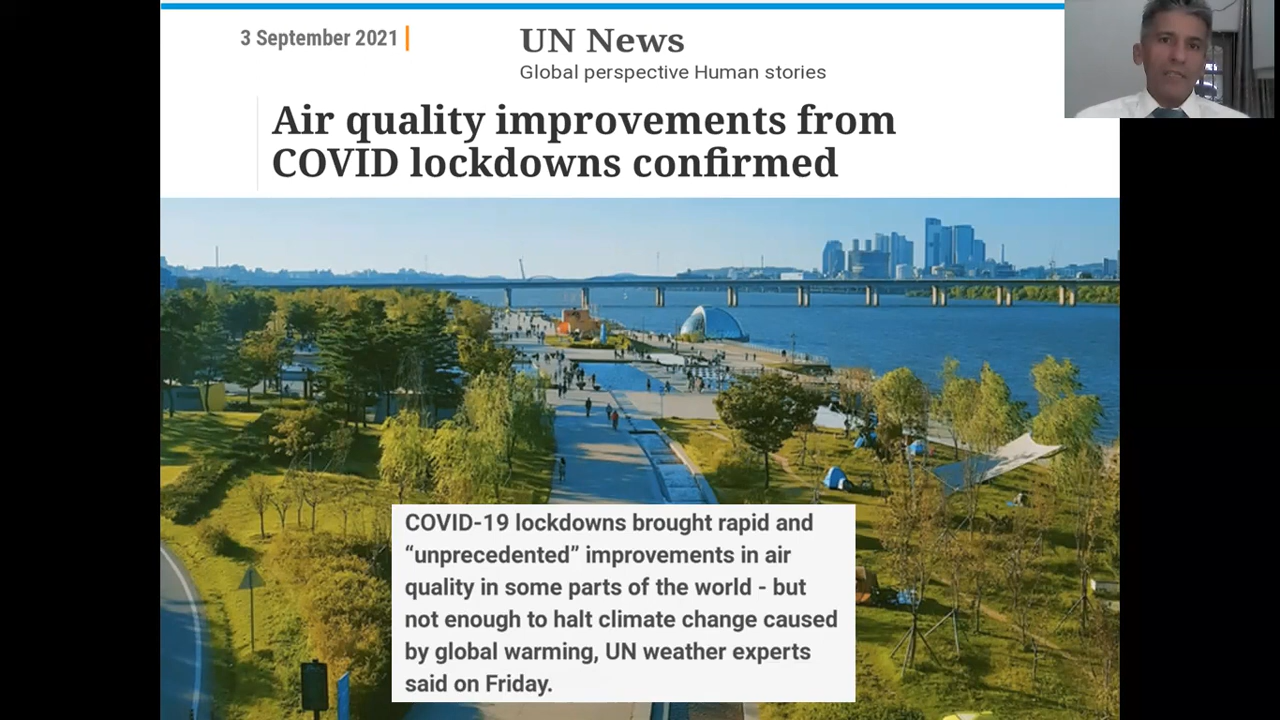 3 September 2021
UN News
Global perspective Human stories
Air quality improvements from
COVID lockdowns confirmed
COVID-19 lockdowns brought rapid and
“unprecedented” improvements in air
quality in some parts of the world - but
not enough to halt climate change caused
by global warming, UN weather experts
said on Friday.